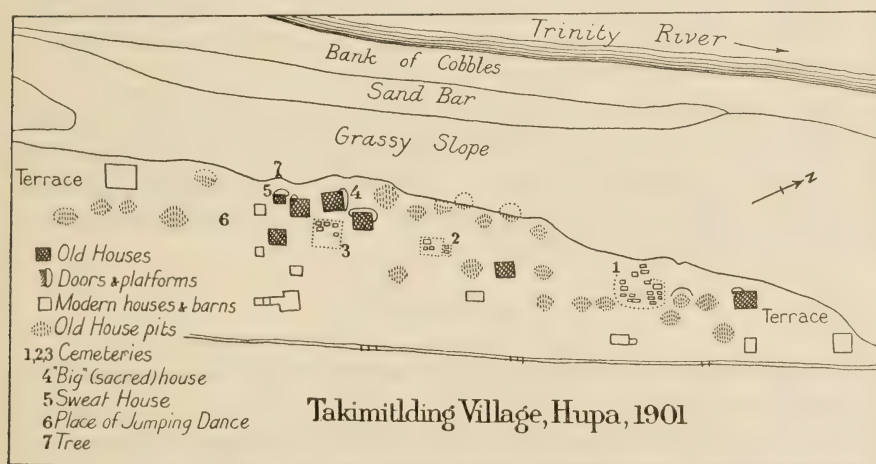 Trinity River
Bank of Cobbles
Sand Bar
Grassy Slope
Terrace
7
5
4
6
3
2
1
N
Terrace
Old Houses
Doors & platforms
Modern houses & barns
Old House pits
1,2,3 Cemeteries
4 "Big" (sacred) house
5 Sweat House
6 Place of Jumping Dance
7 Tree
Takimitlding Village, Hupa, 1901